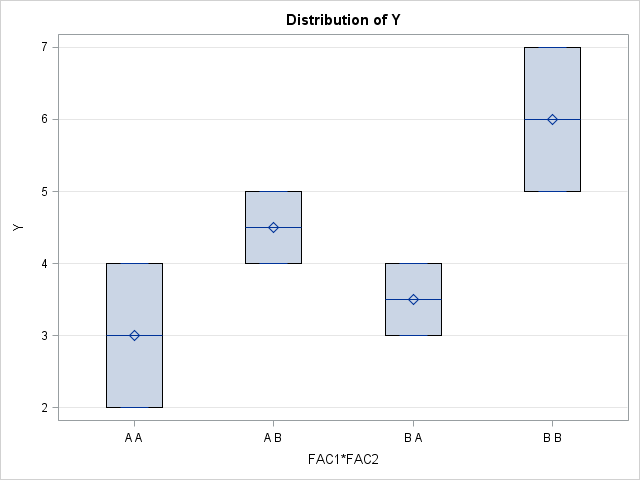 Distribution of Y
7
6
5
4
3
2
Y
A A
A B
B A
B B
FAC1*FAC2